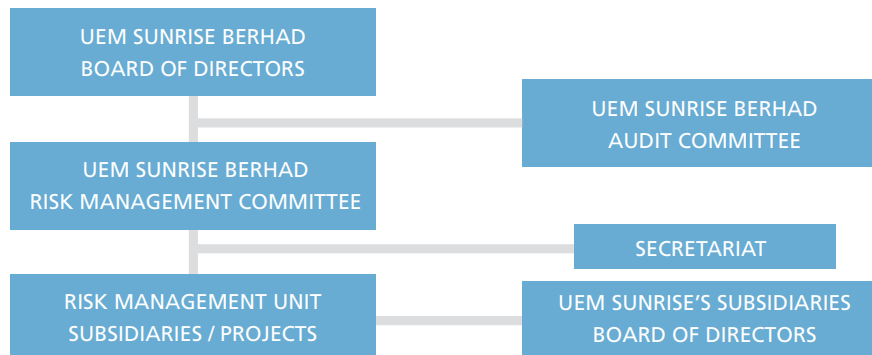 UEM SUNRISE BERHAD
BOARD OF DIRECTORS
UEM SUNRISE BERHAD
AUDIT COMMITTEE
UEM SUNRISE BERHAD
RISK MANAGEMENT COMMITTEE
SECRETARIAT
RISK MANAGEMENT UNIT
SUBSIDIARIES / PROJECTS
UEM SUNRISE’S SUBSIDIARIES
BOARD OF DIRECTORS